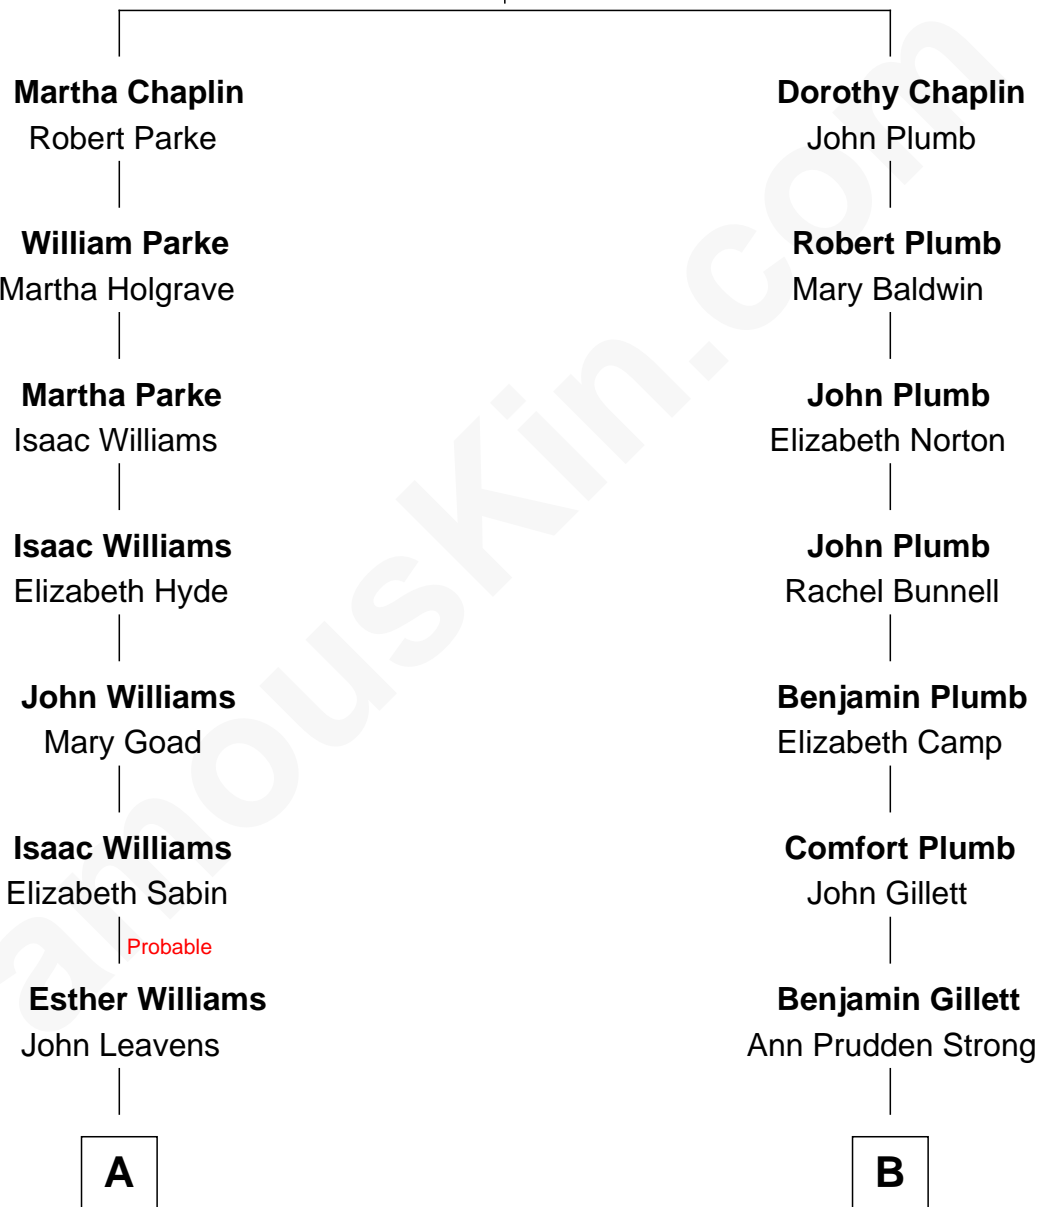 Martha Chaplin
Robert Parke
William Parke
Martha Holgrave
Martha Parke
Isaac Williams
Isaac Williams
Elizabeth Hyde
John Williams
Mary Goad
Isaac Williams
Elizabeth Sabin
Probable
Esther Williams
John Leavens
A
Dorothy Chaplin
John Plumb
Robert Plumb
Mary Baldwin
John Plumb
Elizabeth Norton
John Plumb
Rachel Bunnell
Benjamin Plumb
Elizabeth Camp
Comfort Plumb
John Gillett
Benjamin Gillett
Ann Prudden Strong
B
amouskin.com